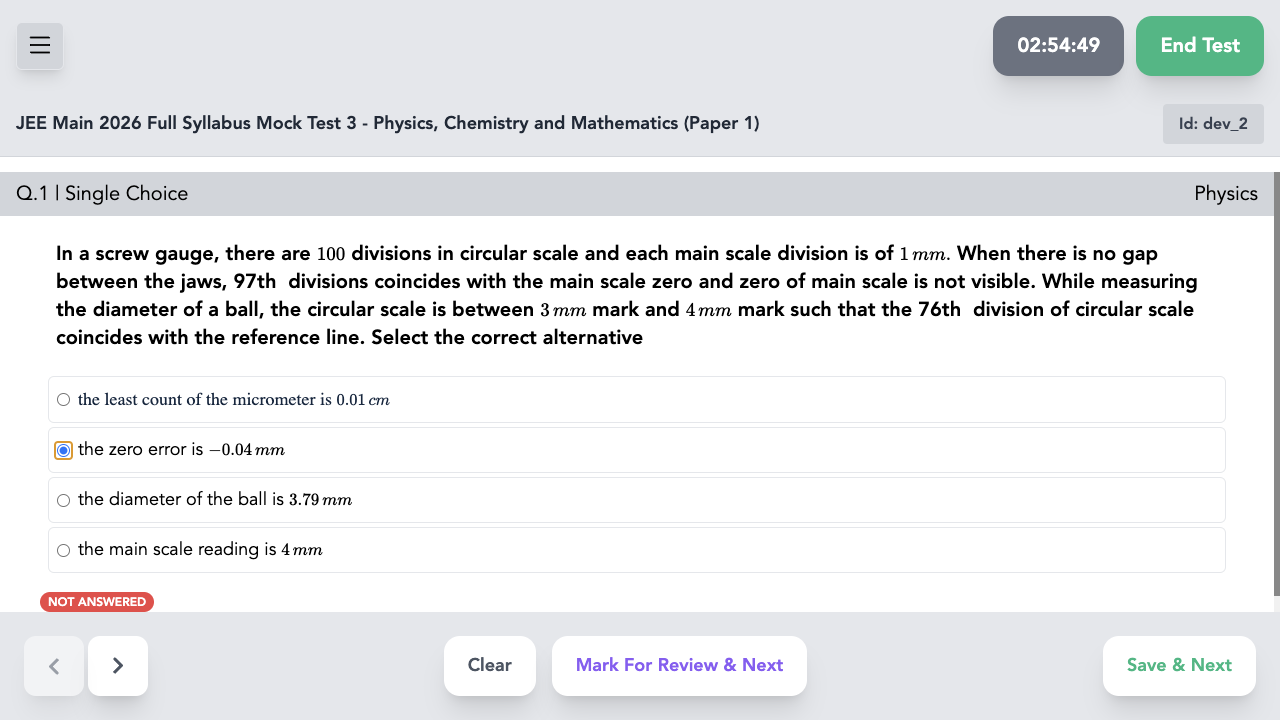 02:54:49
End Test
JEE Main 2026 Full Syllabus Mock Test 3 - Physics, Chemistry and Mathematics (Paper 1)
Id: dev_2
Q.1 | Single Choice
Physics
In a screw gauge, there are 100 divisions in circular scale and each main scale division is of 1 mm. When there is no gap
between the jaws, 97th divisions coincides with the main scale zero and zero of main scale is not visible. While measuring
the diameter of a ball, the circular scale is between 3 mm mark and 4 mm mark such that the 76th division of circular scale
coincides with the reference line. Select the correct alternative
the least count of the micrometer is 0.01 cm
the zero error is −0.04 mm
the diameter of the ball is 3.79 mm
the main scale reading is 4 mm
NOT ANSWERED
Clear
Mark For Review & Next
Save & Next